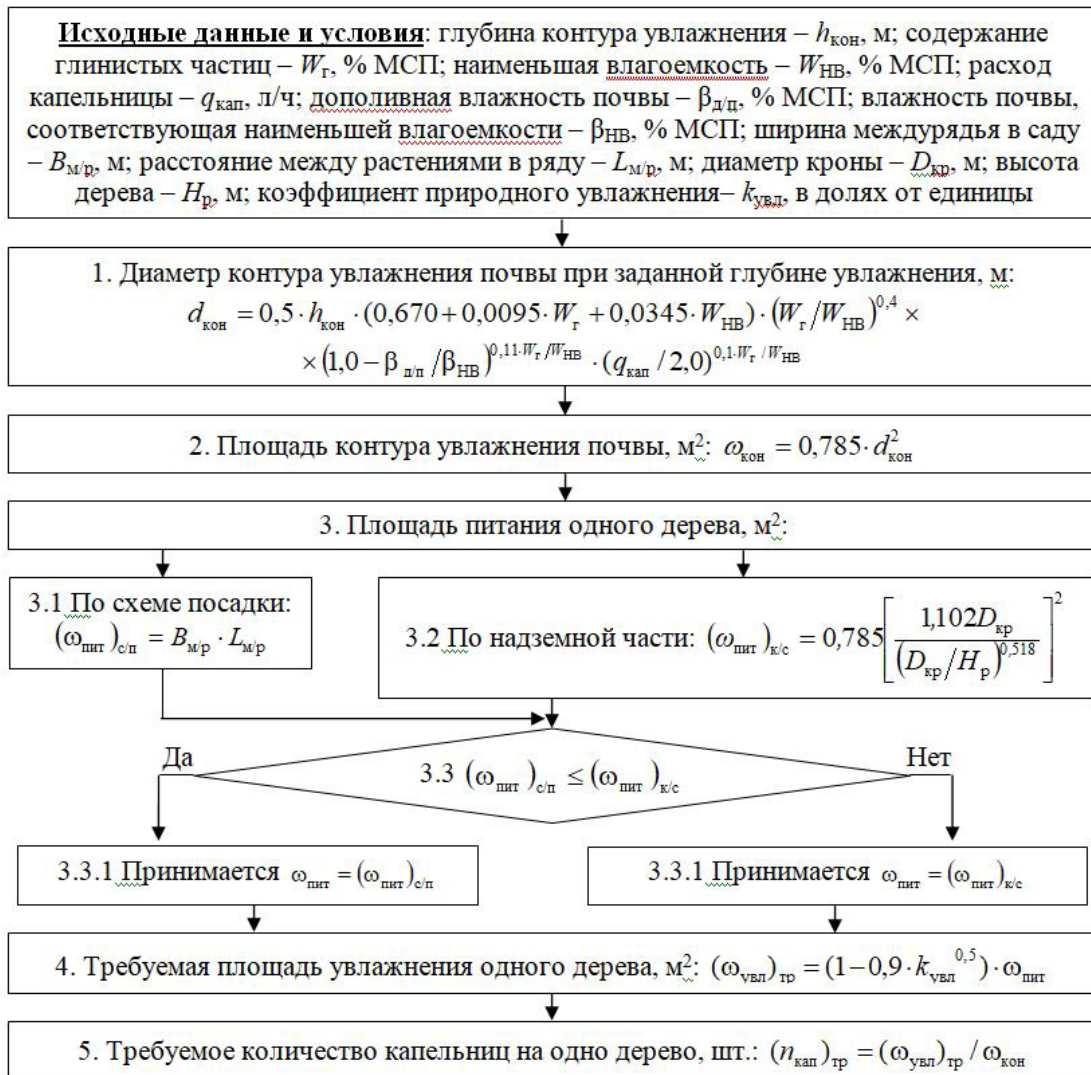 Исходные данные и условия: глубина контура увлажнения – hкон, м; содержание
глинистых частиц – Wг, % МСП; наименьшая влагоемкость – WНВ, % МСП; расход
капельницы – qкап, л/ч; дополивная влажность почвы – βд/п, % МСП; влажность почвы,
соответствующая наименьшей влагоемкости – βНВ, % МСП; ширина междурядья в саду
– Bм/р, м; расстояние между растениями в ряду – Lм/р, м; диаметр кроны – Dкр, м; высота
дерева – Hр, м; коэффициент природного увлажнения– kувл, в долях от единицы
1. Диаметр контура увлажнения почвы при заданной глубине увлажнения, м:
dкон = 0,5 · hкон · (0,670 + 0,0095 · Wг + 0,0345 · WНВ) · (Wг/WНВ)^0,4 ×
× (1,0 − βд/п/βНВ)^(0,11·Wг/WНВ) · (qкап / 2,0)^(0,1·Wг/WНВ)
2. Площадь контура увлажнения почвы, м²: ωкон = 0,785 · d²кон
3. Площадь питания одного дерева, м²:
3.1 По схеме посадки:
(ωпит)с/п = Bм/р · Lм/р
3.2 По надземной части: (ωпит)к/с = 0,785[1,102Dкр / (Dкр/Hр)^0,518]²
Да
Нет
3.3 (ωпит)с/п ≤ (ωпит)к/с
3.3.1 Принимается ωпит = (ωпит)с/п
3.3.1 Принимается ωпит = (ωпит)к/с
4. Требуемая площадь увлажнения одного дерева, м²: (ωувл)тр = (1 − 0,9 · kувл^0,5) · ωпит
5. Требуемое количество капельниц на одно дерево, шт.: (nкап)тр = (ωувл)тр / ωкон